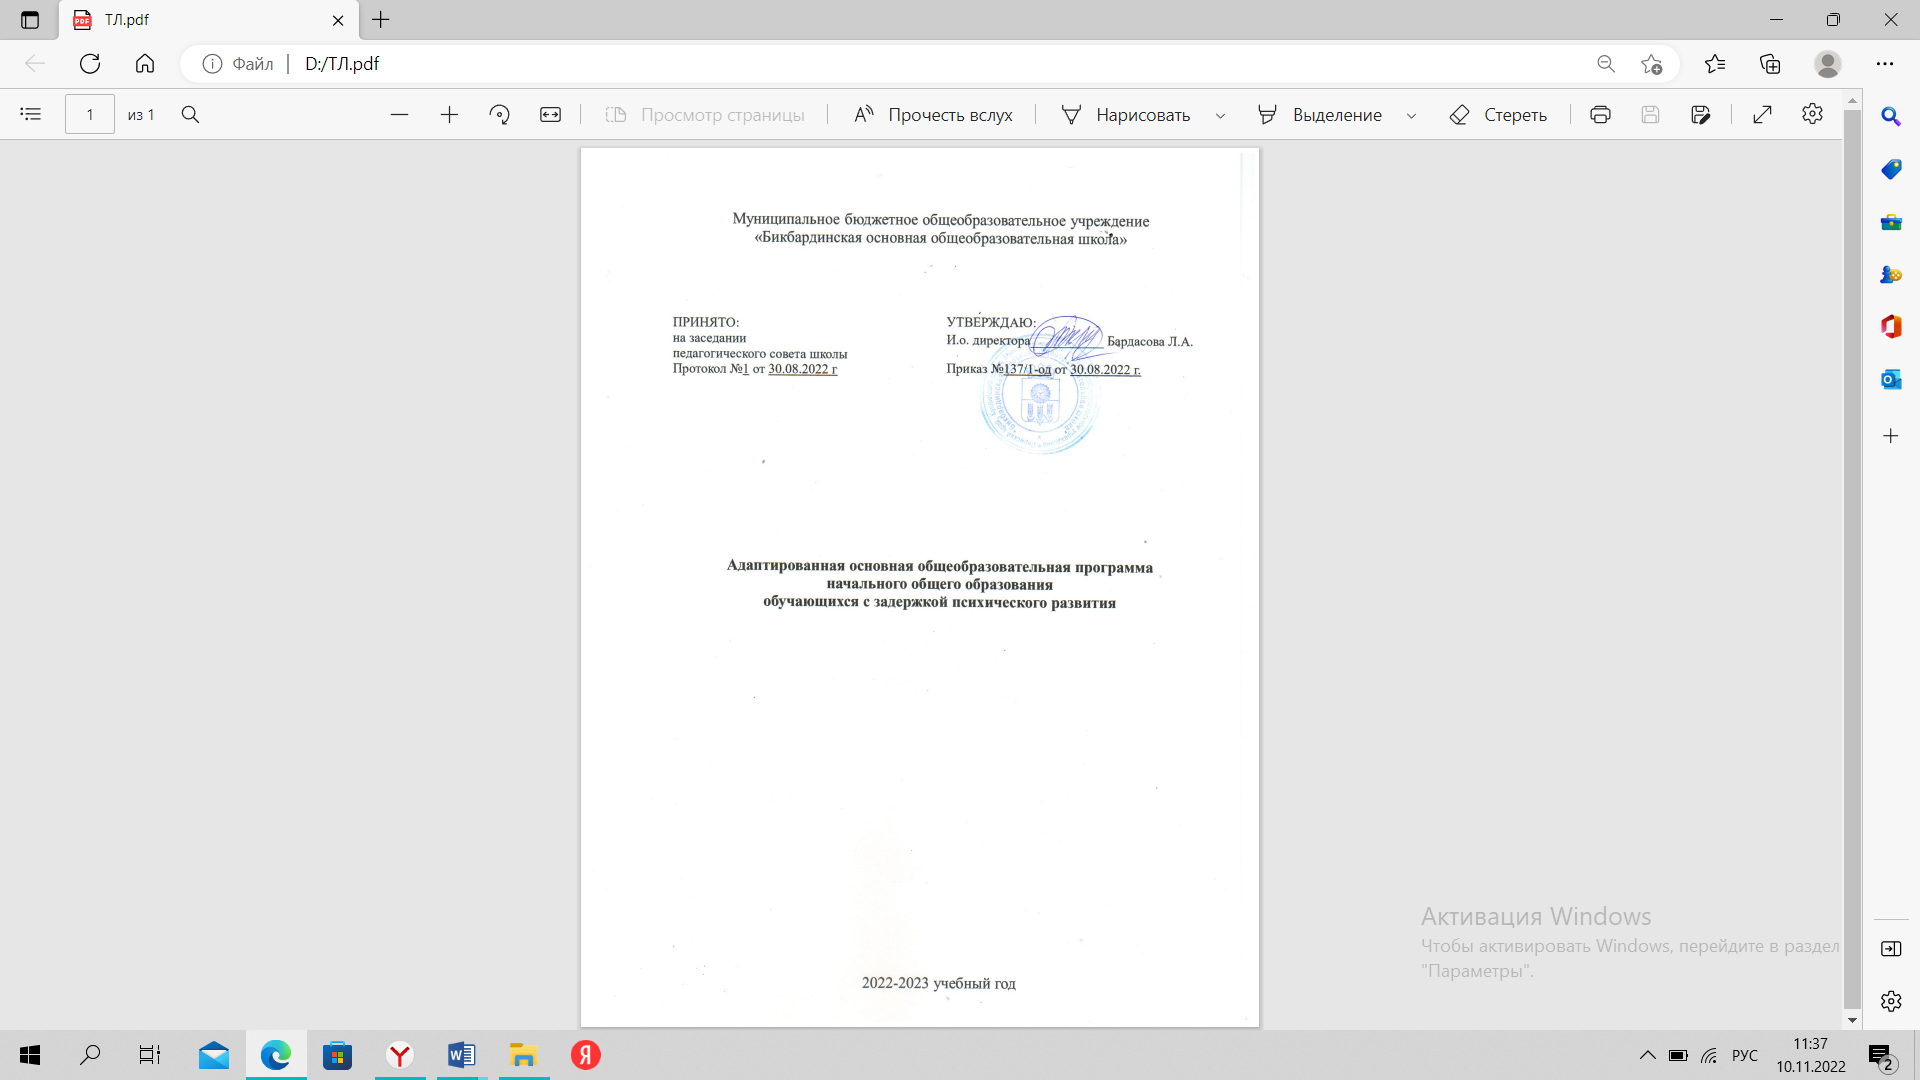 ТЛ.pdf
Файл
D:/ТЛ.pdf
1
из 1
Просмотр страницы
Прочесть вслух
Нарисовать
Выделение
Стереть
Муниципальное бюджетное общеобразовательное учреждение
«Бикбардинская основная общеобразовательная школа»
ПРИНЯТО:
на заседании
педагогического совета школы
Протокол №1 от 30.08.2022 г
УТВЕРЖДАЮ:
И.о. директора Бардасова Л.А.
Приказ №137/1-од от 30.08.2022 г.
Адаптированная основная общеобразовательная программа
начального общего образования
обучающихся с задержкой психического развития
2022-2023 учебный год
Активация Windows
Чтобы активировать Windows, перейдите в раздел
"Параметры".
РУС
11:37
10.11.2022
2